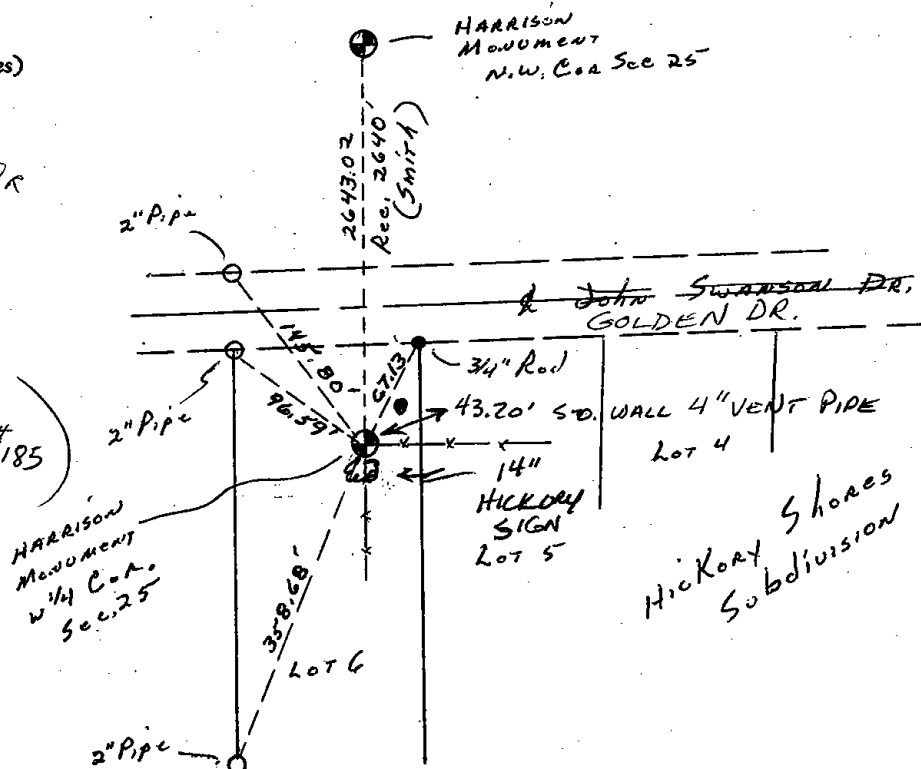 HARRISON
MONUMENT
N.W. COR SEC 25
es)
2643.02
Rec. 2640'
(SMITH)
2" Pipe
JOHN SWANSON DR.
GOLDEN DR.
145.80
67.13'
3/4" Rod
2" Pipe
96.59'
43.20' SO. WALL 4" VENT PIPE
LOT 4
185
14"
HICKORY
SIGN
LOT 5
HARRISON
MONUMENT
W 1/4 COR.
Sec. 25
HicKory Shores
Subdivision
358.68'
LOT 6
2" Pipe